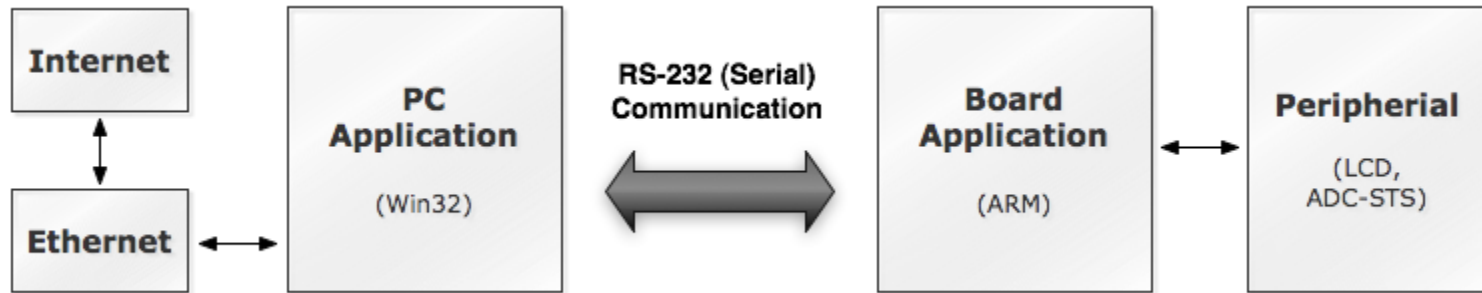 Internet
Ethernet
PC
Application
(Win32)
RS-232 (Serial)
Communication
Board
Application
(ARM)
Peripherial
(LCD,
ADC-STS)